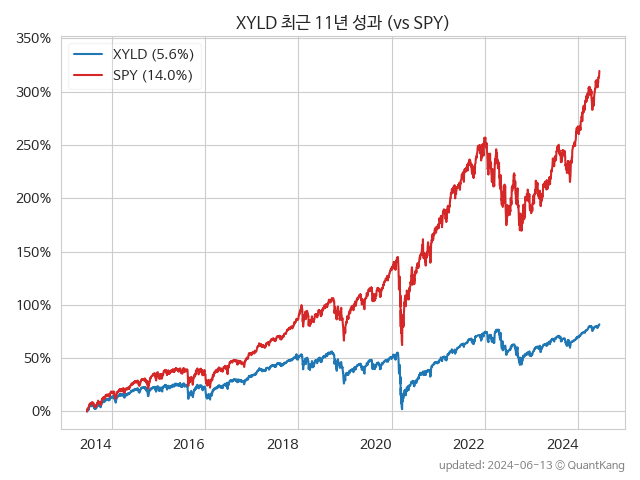 XYLD 최근 11년 성과 (vs SPY)
XYLD (5.6%)
SPY (14.0%)
350%
300%
250%
200%
150%
100%
50%
0%
2014 2016 2018 2020 2022 2024
updated: 2024-06-13 © QuantKang